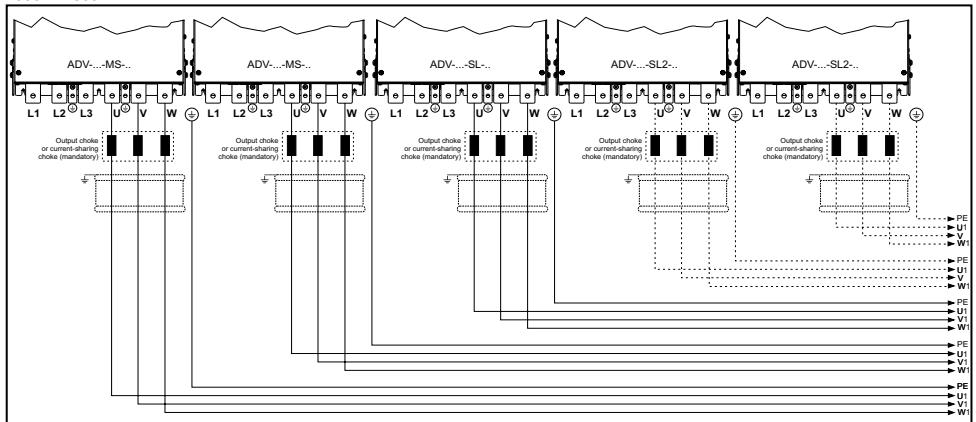 ADV-...-MS-..
ADV-...-MS-..
ADV-...-SL-..
ADV-...-SL2-..
ADV-...-SL2-..
L1 L2 L3 U V W
L1 L2 L3 U V W
L1 L2 L3 U V W
L1 L2 L3 U V W
L1 L2 L3 U V W
Output choke
or current-sharing
choke (mandatory)
Output choke
or current-sharing
choke (mandatory)
Output choke
or current-sharing
choke (mandatory)
Output choke
or current-sharing
choke (mandatory)
Output choke
or current-sharing
choke (mandatory)
PE
U1
V
W1
PE
U1
V
W1
PE
U1
V1
W1
PE
U1
V1
W1
PE
U1
V1
W1